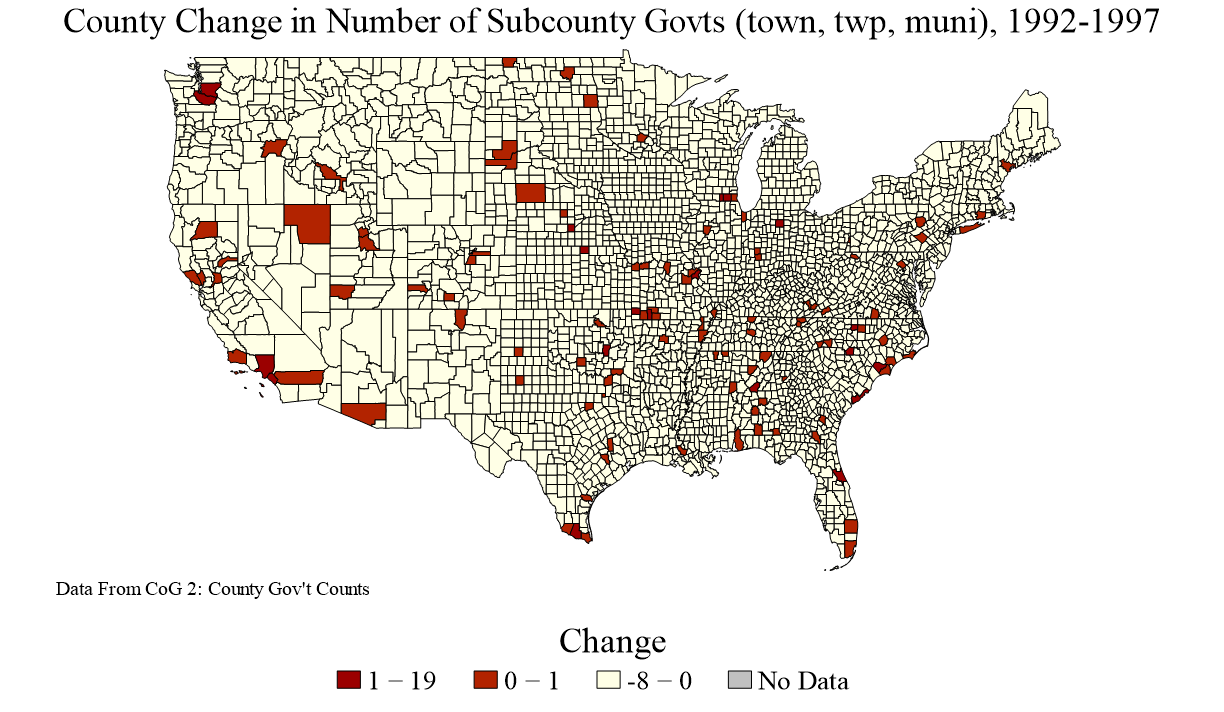 County Change in Number of Subcounty Govts (town, twp, muni), 1992-1997
Data From CoG 2: County Gov't Counts
Change
1 – 19 0 – 1 -8 – 0 No Data